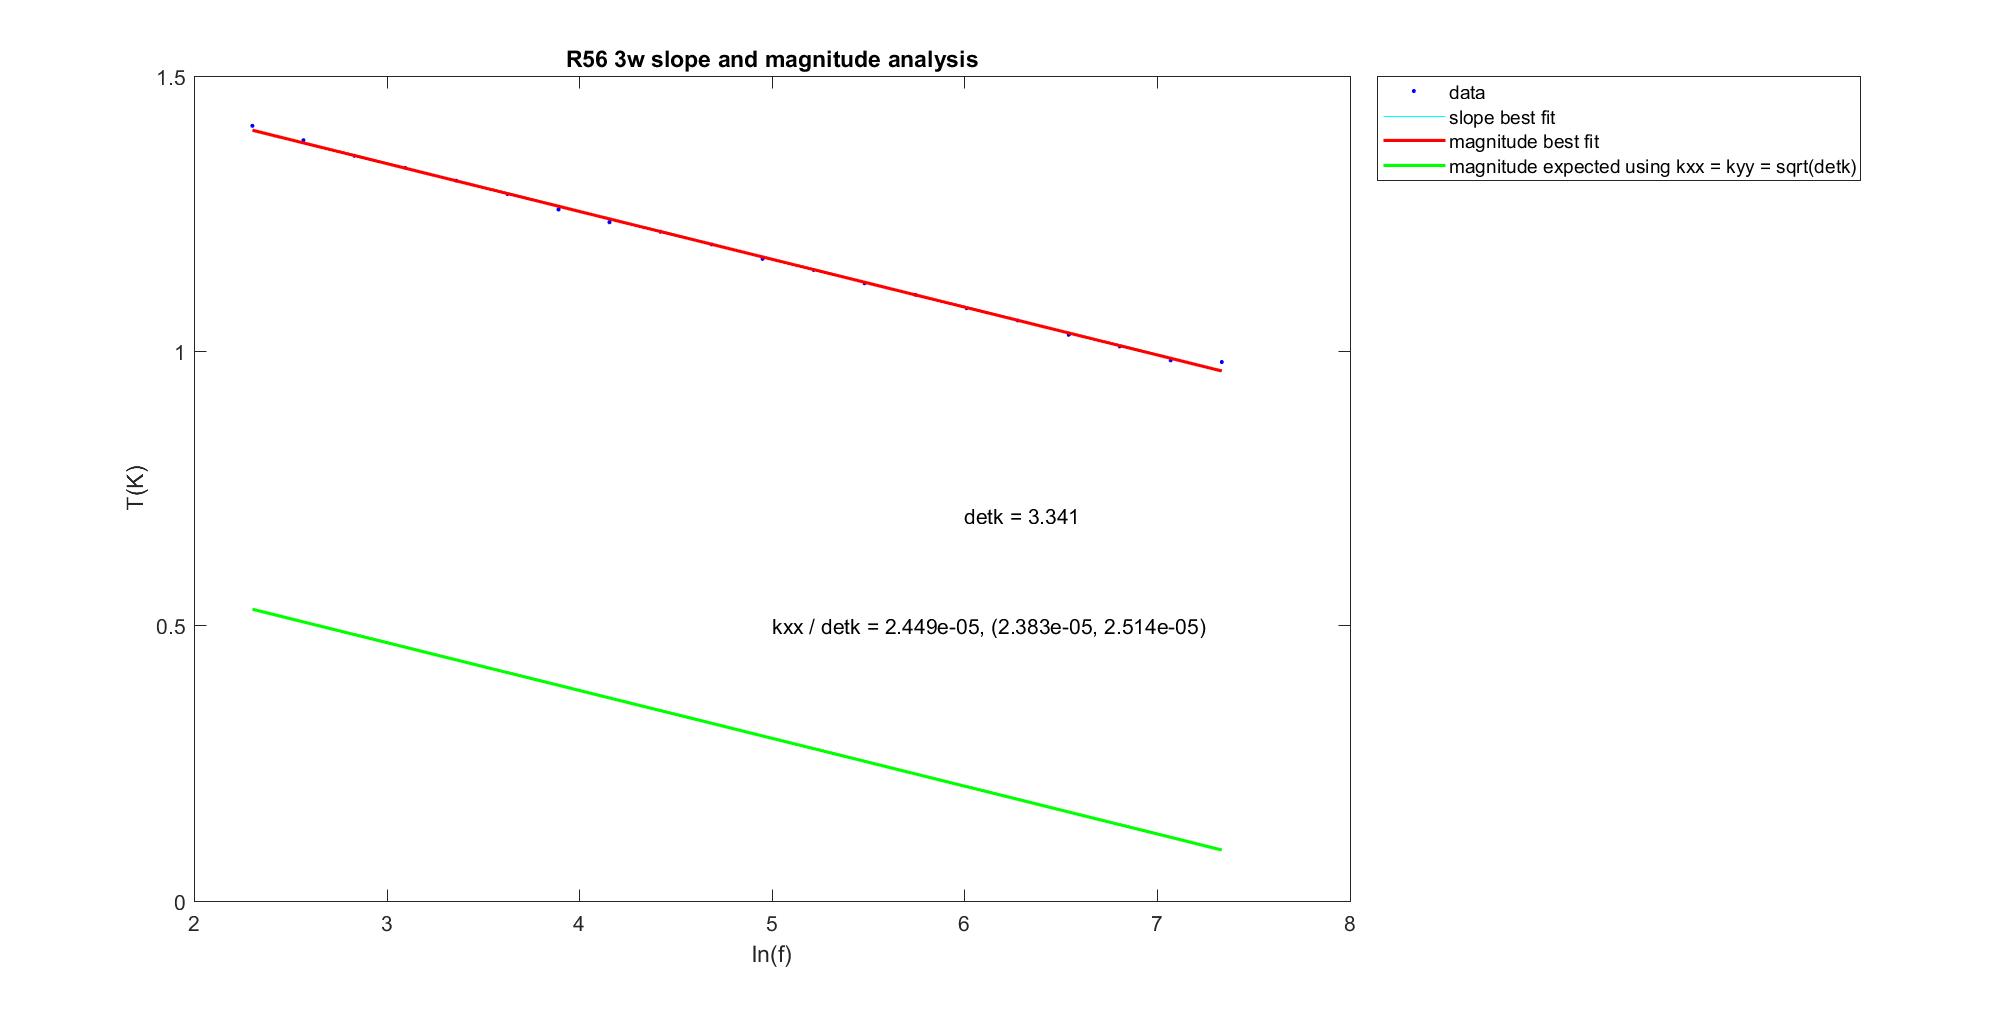 R56 3w slope and magnitude analysis
1.5
1
0.5
0
T(K)
2 3 4 5 6 7 8
ln(f)
detk = 3.341
kxx / detk = 2.449e-05, (2.383e-05, 2.514e-05)
data
slope best fit
magnitude best fit
magnitude expected using kxx = kyy = sqrt(detk)